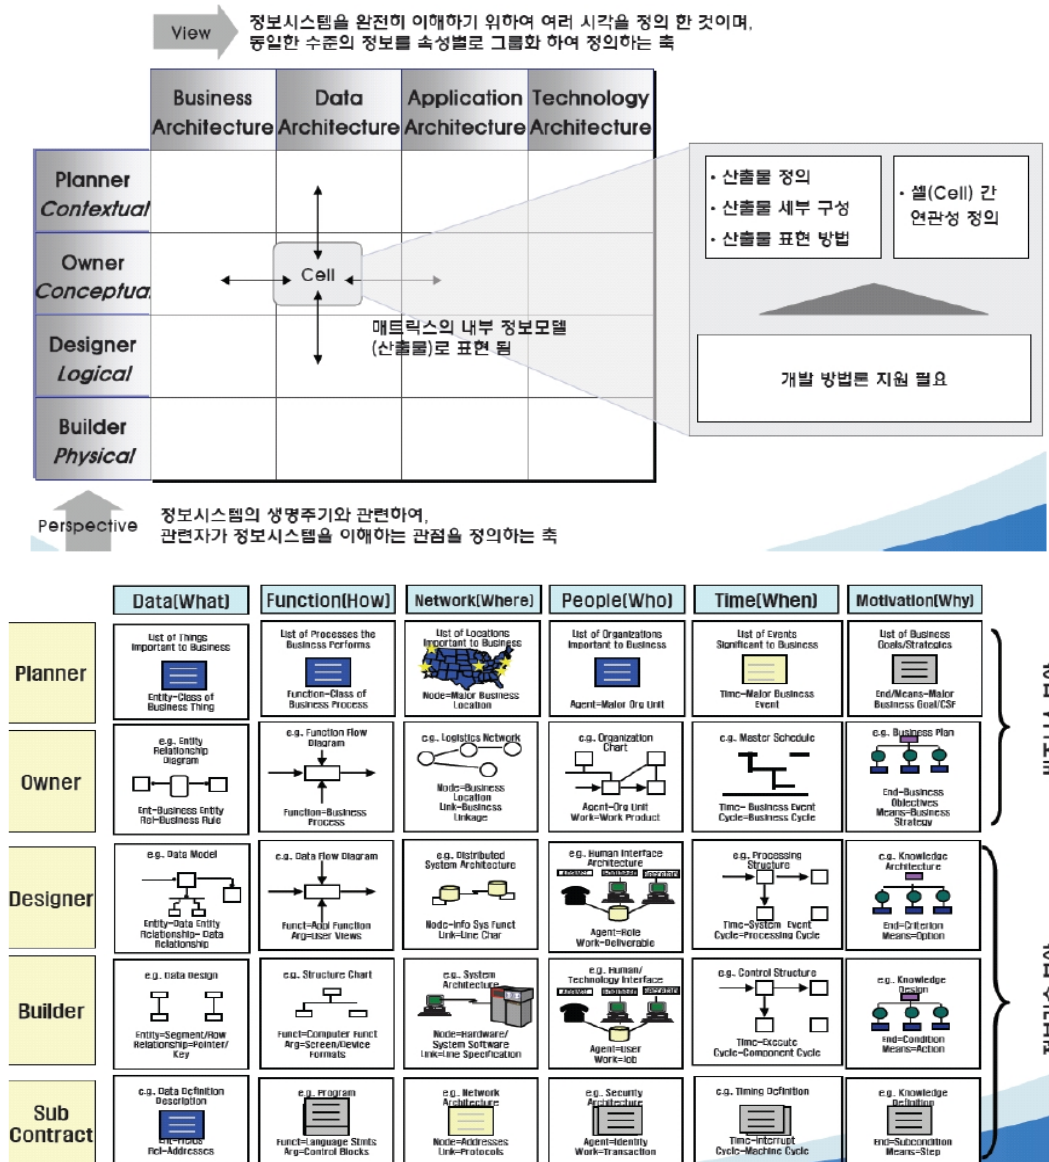 View
정보시스템을 완전히 이해하기 위하여 여러 시각을 정의 한 것이며,
동일한 수준의 정보를 속성별로 그룹화 하여 정의하는 축
Business Architecture
Data Architecture
Application Architecture
Technology Architecture
Planner
Contextual
Owner
Conceptua
Designer
Logical
Builder
Physical
Cell
매트릭스의 내부 정보모델
(산출물)로 표현 됨
· 산출물 정의
· 산출물 세부 구성
· 산출물 표현 방법
· 셀(Cell) 간
연관성 정의
개발 방법론 지원 필요
Perspective
정보시스템의 생명주기와 관련하여,
관련자가 정보시스템을 이해하는 관점을 정의하는 축
Data(What)
Function(How)
Network(Where)
People(Who)
Time(When)
Motivation(Why)
Planner
List of Things
Important to Business
Entity-Class of
Business Thing
List of Processes the
Business Performs
Function-Class of
Business Process
List of Locations
Important to Business
Node=Major Business
Location
List of Organizations
Important to Business
Agent=Major Org Unit
List of Events
Significant to Business
Time-Major Business
Event
List of Business
Goals/Strategies
End/Means-Major
Business Goal/CSF
Owner
e.g., Entity
Relationship
Diagram
Ent-Business Entity
Rel-Business Rule
e.g. Function Flow
Diagram
Function=Business
Process
e.g., Logistics Network
Node=Business
Location
Link-Business
Linkage
e.g., Organization
Chart
Agent=Org Unit
Work=Work Product
e.g., Master Schedule
Time- Business Event
Cycle=Business Cycle
e.g. Business Plan
End-Business
Objectives
Means=Business
Strategy
Designer
e.g., Data Model
Entity-Data Entity
Relationship- Data
Relationship
e.g., Data Flow Diagram
Funct=Appl Function
Arg=User Views
e.g., Distributed
System Architecture
Node-Info Sys Funct
Link=Line Char
e.g., Human Interface
Architecture
Agent=Role
Work-Deliverable
e.g., Processing
Structure
Time-System Event
Cycle-Processing Cycle
e.g., Knowledge
Architecture
End=Criterion
Means=Option
Builder
e.g., Data Design
Entity=Segment/Row
Relationship=Pointer/
Key
e.g., Structure Chart
Funct=Computer Funct
Arg=Screen/Device
Formats
e.g., System
Architecture
Node=Hardware/
System Software
Link=Line Specification
e.g., Human/
Technology Interface
Agent=User
Work=Job
e.g., Control Structure
Time-Execute
Cycle-Component Cycle
e.g., Knowledge
Design
End=Condition
Means=Action
Sub
Contract
e.g., Data Definition
Description
Rel-Addresses
e.g., Program
Funct=Language Stmts
Arg=Control Blocks
e.g., Network
Architecture
Node=Addresses
Link=Protocols
e.g., Security
Architecture
Agent=Identity
Work=Transaction
e.g., Timing Definition
Time-Interrupt
Cycle-Machine Cycle
e.g., Knowledge
Definition
End=Subcondition
Means=Step